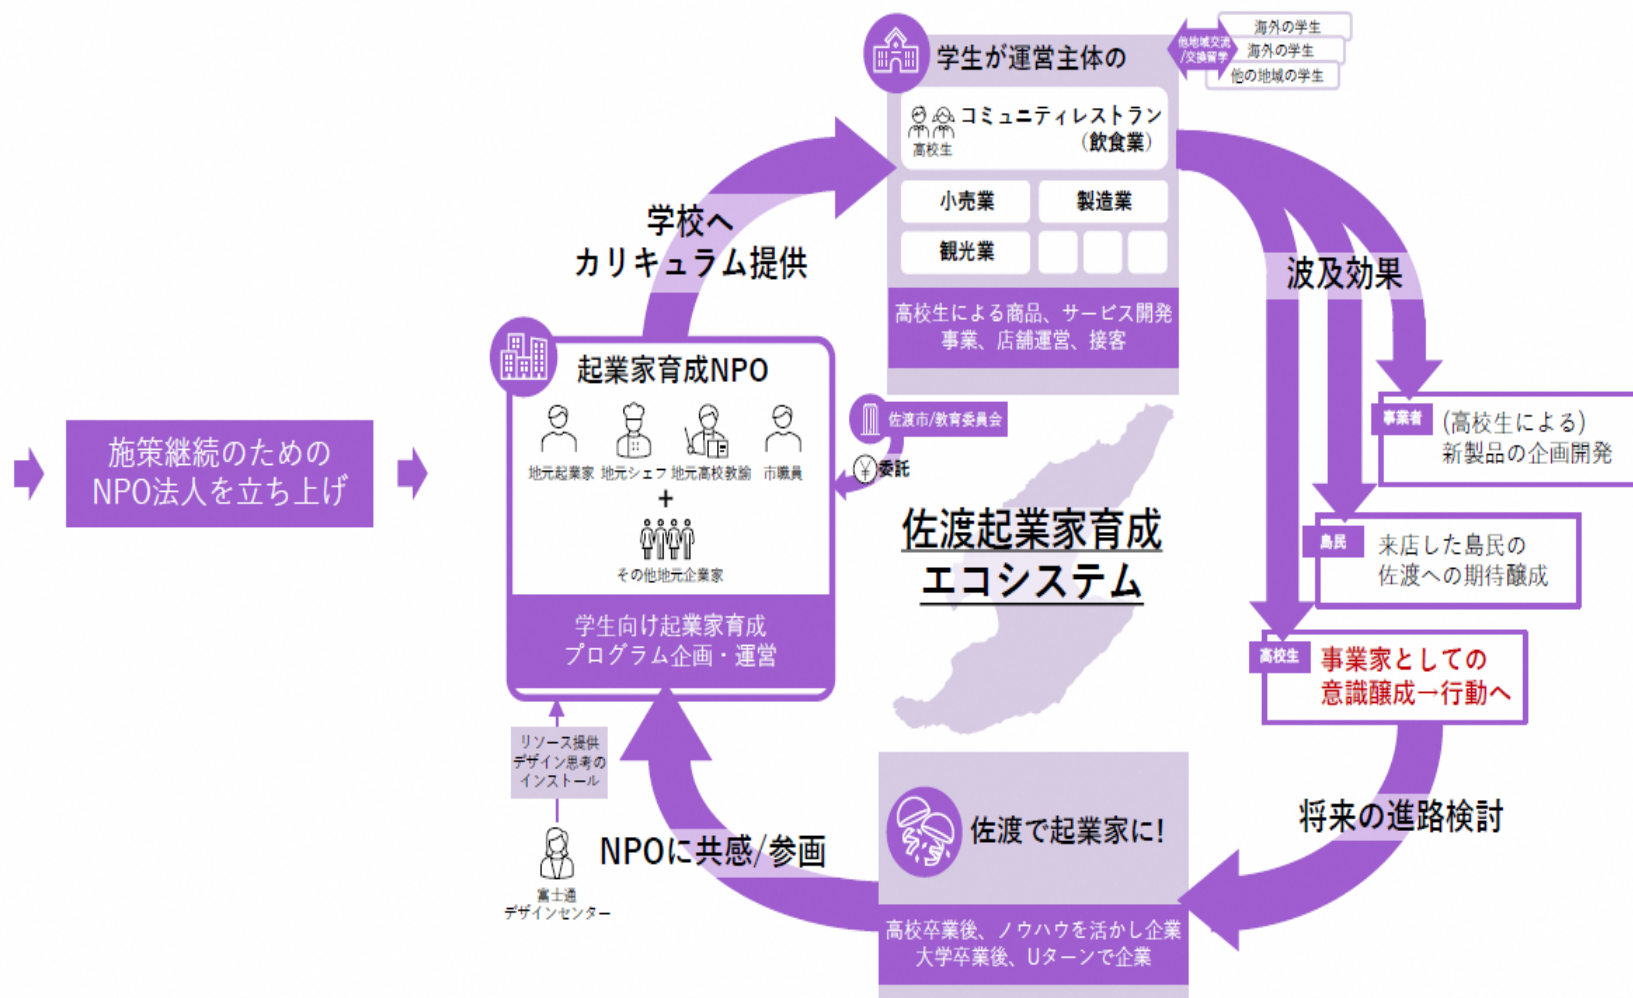 施策継続のための
NPO法人を立ち上げ
学生が運営主体の
コミュニティレストラン
(飲食業)
高校生
小売業
製造業
観光業
高校生による商品、サービス開発
事業、店舗運営、接客
他地域交流
/交換留学
海外の学生
海外の学生
他の地域の学生
学校へ
カリキュラム提供
波及効果
起業家育成NPO
地元起業家
地元シェフ
地元高校教諭
市職員
+
その他地元企業家
学生向け起業家育成
プログラム企画・運営
佐渡市/教育委員会
¥
委託
佐渡起業家育成
エコシステム
事業者
(高校生による)
新製品の企画開発
島民
来店した島民の
佐渡への期待醸成
高校生
事業家としての
意識醸成→行動へ
将来の進路検討
佐渡で起業家に!
高校卒業後、ノウハウを活かし企業
大学卒業後、Uターンで企業
NPOに共感/参画
リソース提供
デザイン思考の
インストール
富士通
デザインセンター